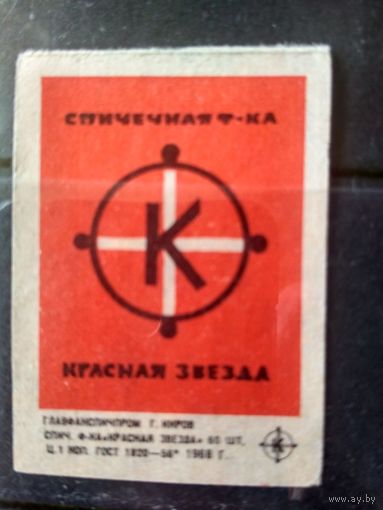 СПИЧЕЧНАЯ Ф-КА
К
КРАСНАЯ ЗВЕЗДА
ГЛАВФАНСПИЧПРОМ Г. КИРОВ
СПИЧ. Ф-КА«КРАСНАЯ ЗВЕЗДА» 60 ШТ,
Ц.1 КОП. ГОСТ 1820—56* 1966 Г.
К
www.ay.by